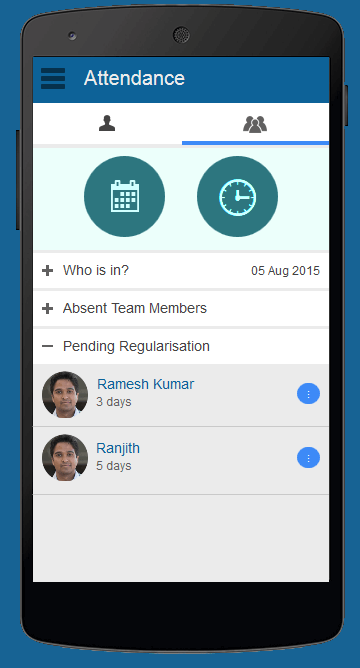 Attendance
Who is in? 05 Aug 2015
Absent Team Members
Pending Regularisation
Ramesh Kumar
3 days
Ranjith
5 days